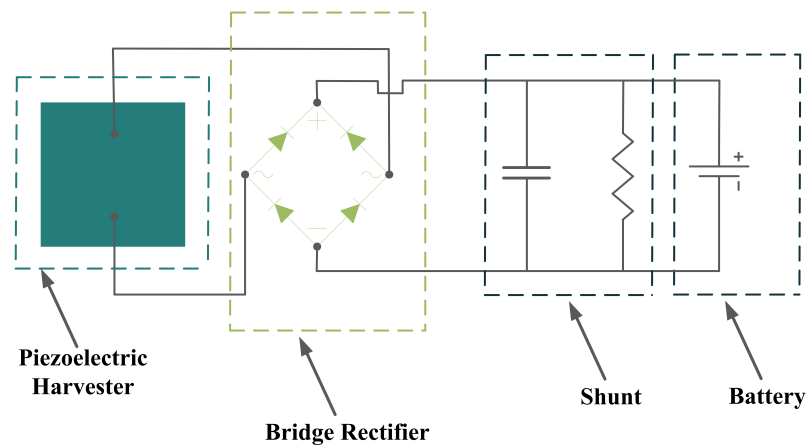 Piezoelectric
Harvester
Bridge Rectifier
Shunt
Battery